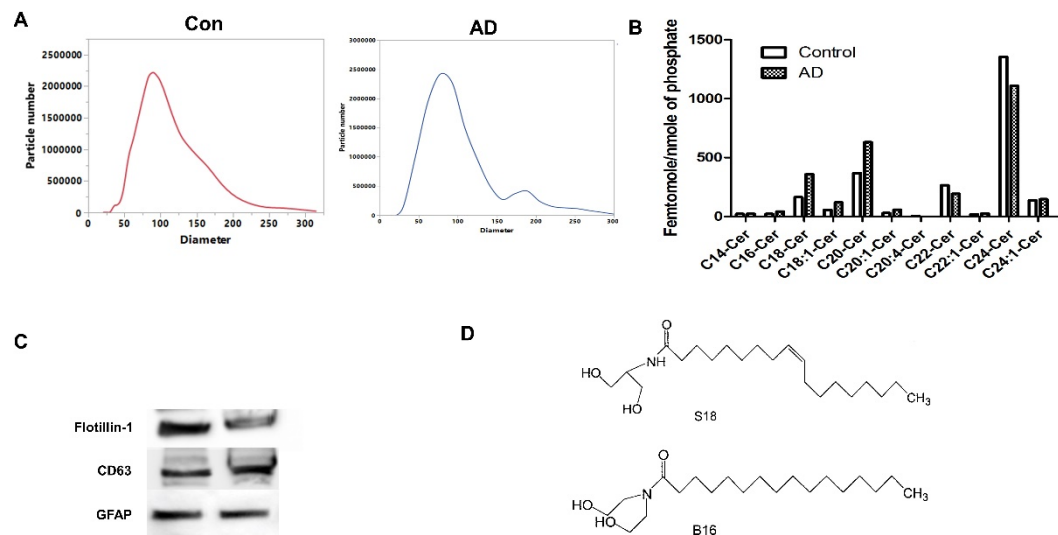 A
Con
Particle number
2500000
2000000
1500000
1000000
500000
0
0 50 100 150 200 250 300
Diameter
AD
Particle number
3000000
2500000
2000000
1500000
1000000
500000
0
0 50 100 150 200 250 300
Diameter
B
Femtomole/nmole of phosphate
1500
1000
500
0
Control
AD
C14-Cer
C16-Cer
C18-Cer
C18:1-Cer
C20-Cer
C20:1-Cer
C20:4-Cer
C22-Cer
C22:1-Cer
C24-Cer
C24:1-Cer
C
Flotillin-1
CD63
GFAP
D
O
NH
HO
HO
CH3
S18
O
N
HO
HO
CH3
B16